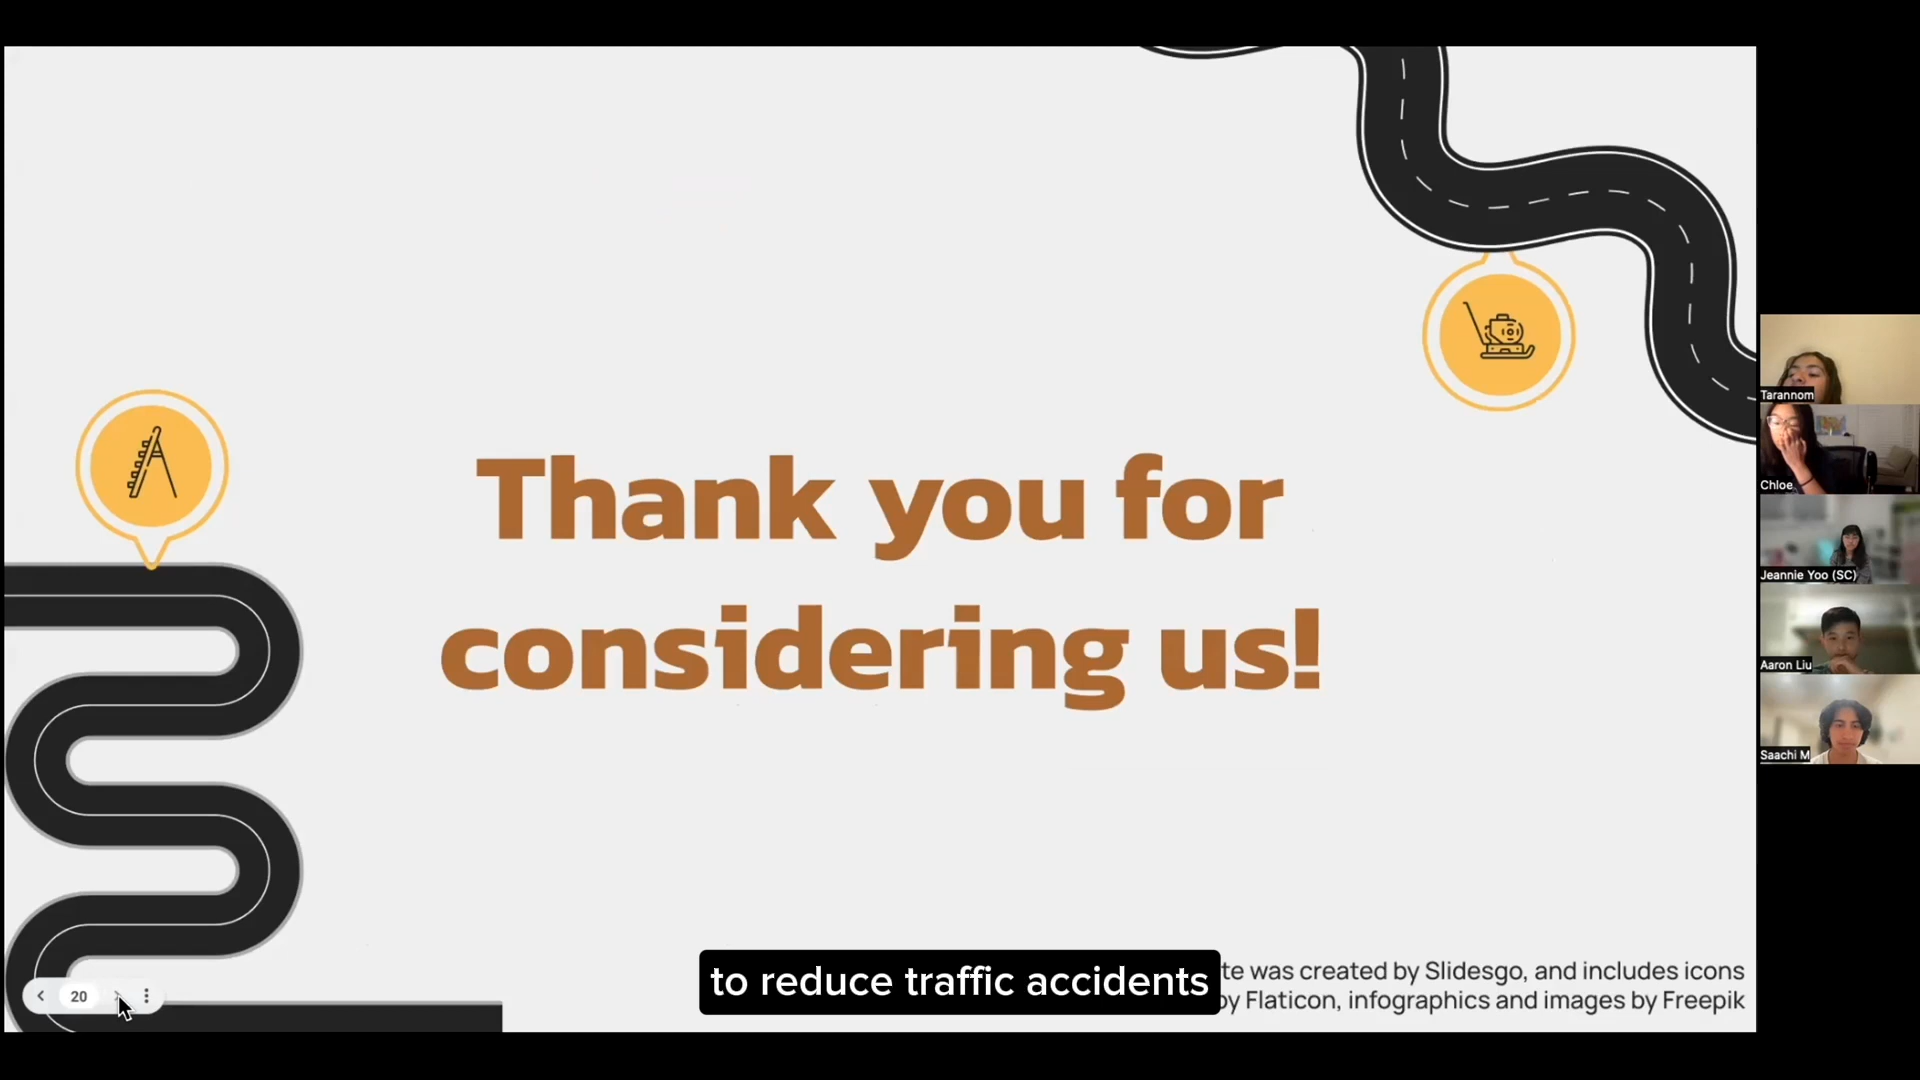 Thank you for
considering us!
Tarannom
Chloe
Jeannie Yoo (SC)
Aaron Liu
Saachi M
to reduce traffic accidents
te was created by Slidesgo, and includes icons
by Flaticon, infographics and images by Freepik
20